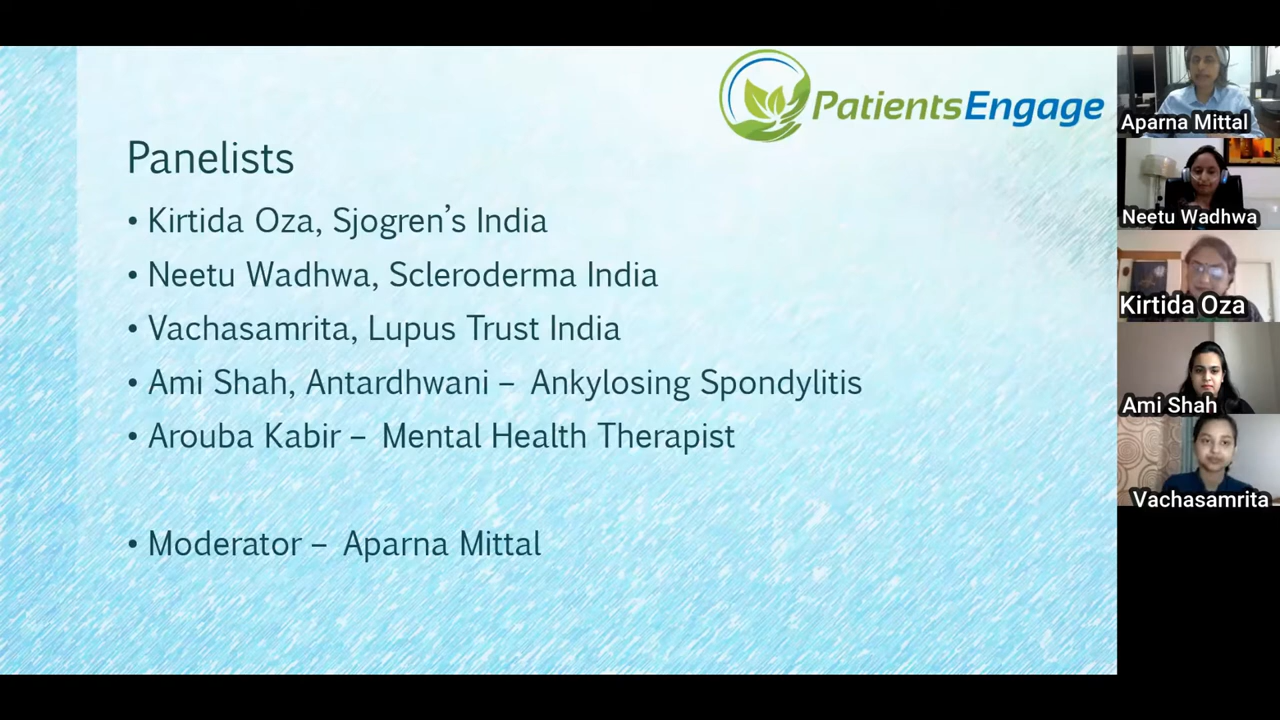 PatientsEngage
Panelists
• Kirtida Oza, Sjogren’s India
• Neetu Wadhwa, Scleroderma India
• Vachasamrita, Lupus Trust India
• Ami Shah, Antardhwani – Ankylosing Spondylitis
• Arouba Kabir – Mental Health Therapist
• Moderator – Aparna Mittal
Aparna Mittal
Neetu Wadhwa
Kirtida Oza
Ami Shah
Vachasamrita